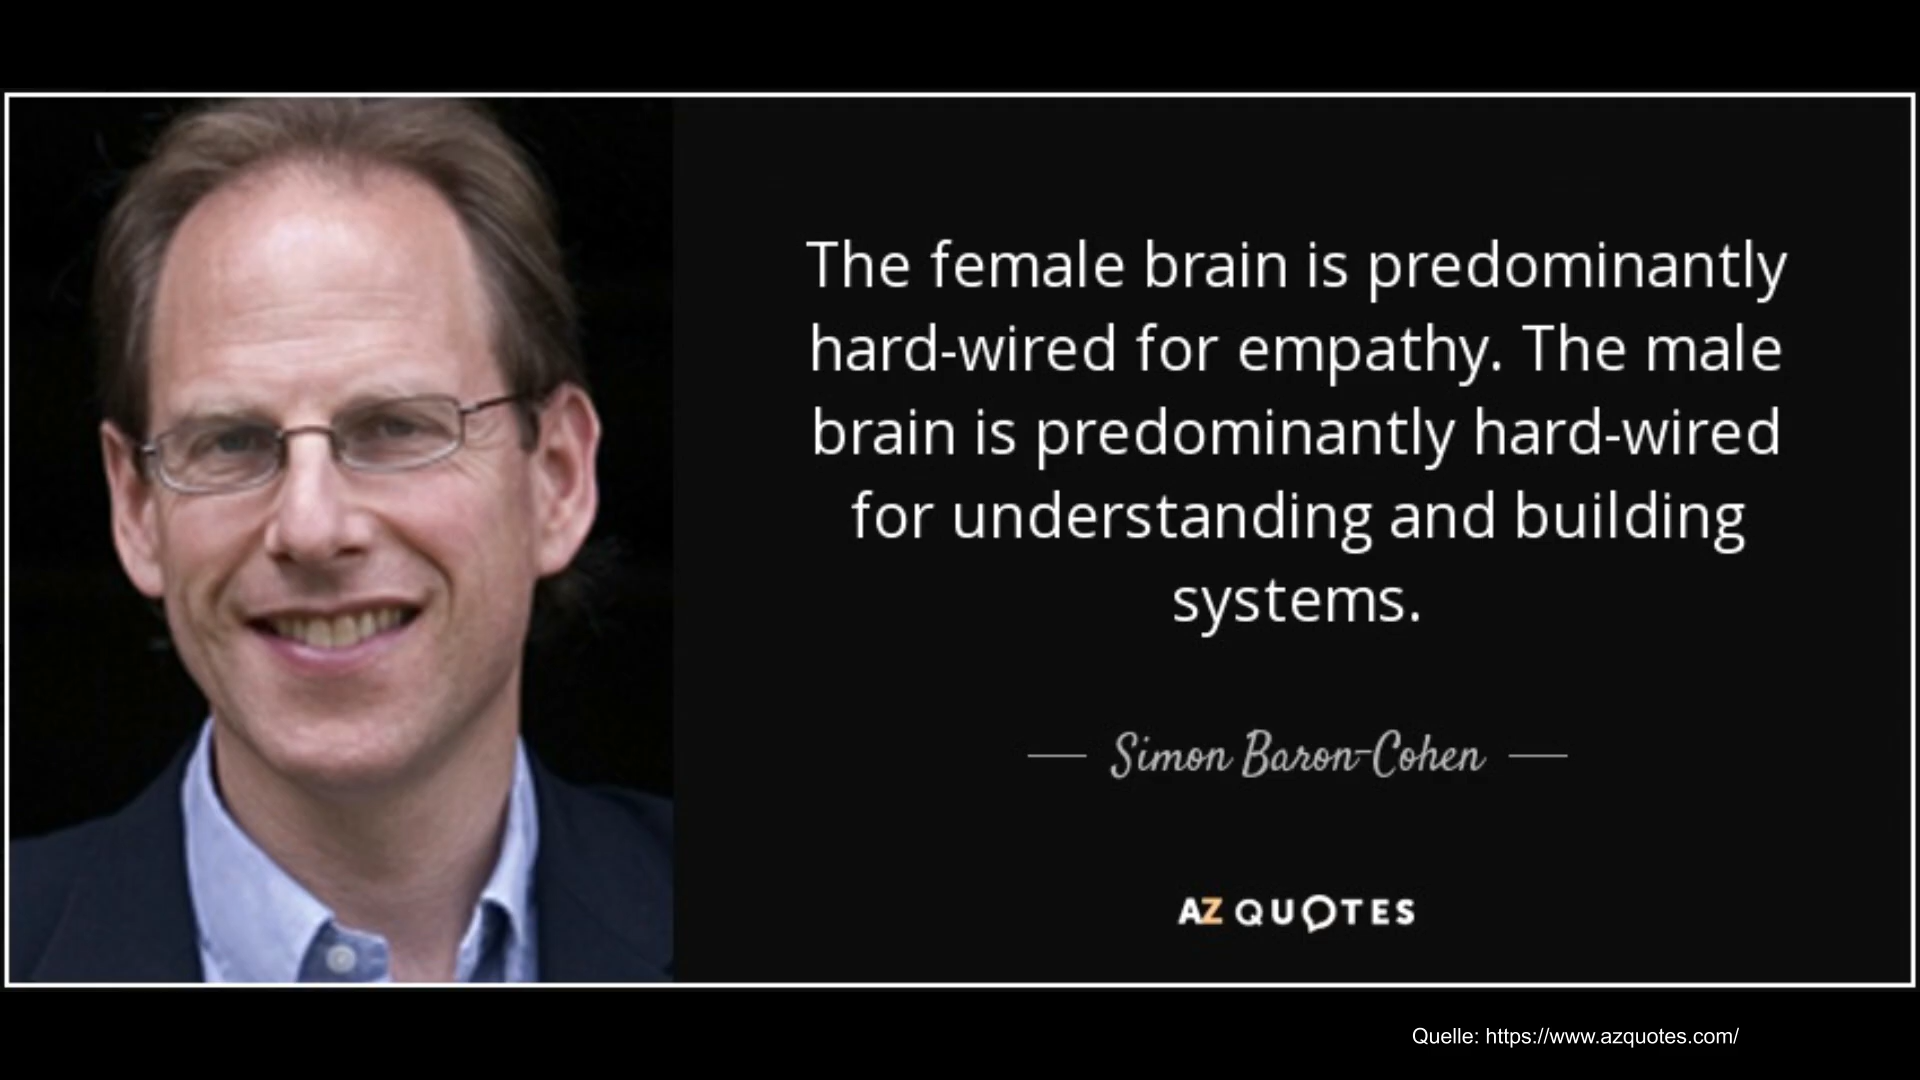 The female brain is predominantly
hard-wired for empathy. The male
brain is predominantly hard-wired
for understanding and building
systems.
Simon Baron-Cohen
AZ QUOTES
Quelle: https://www.azquotes.com/